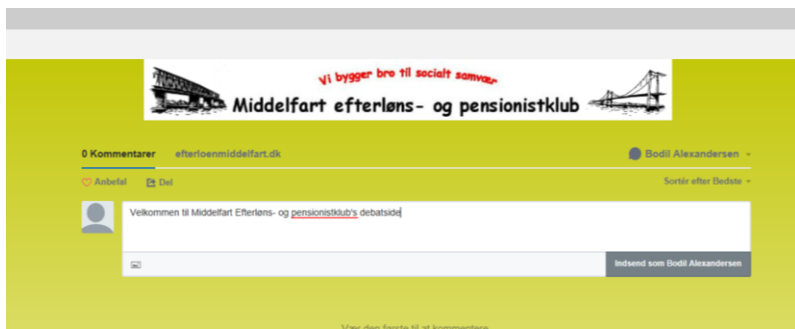 Vi bygger bro til socialt samvær
Middelfart efterløns- og pensionistklub
0 Kommentarer efterloenmiddelfart.dk Bodil Alexandersen
Anbefal Del Sortér efter Bedste
Velkommen til Middelfart Efterløns- og pensionistklub's debatside
Indsend som Bodil Alexandersen
Vær den første til at kommentere